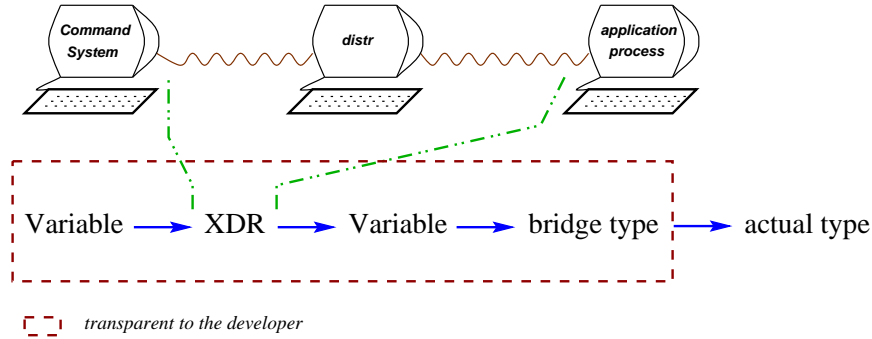 Command
System
distr
application
process
Variable XDR Variable bridge type actual type
transparent to the developer